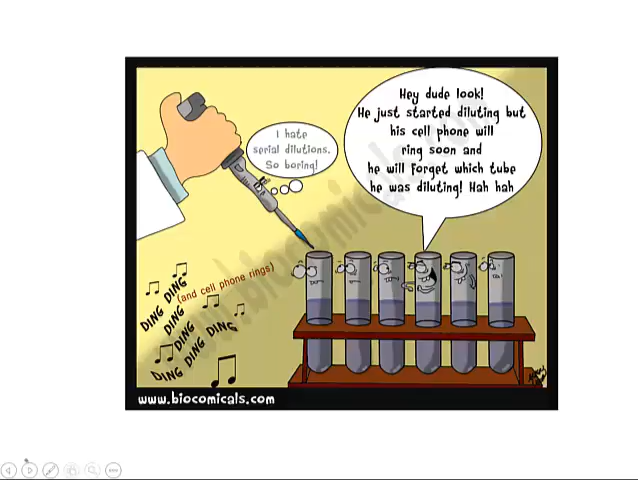 I hate
serial dilutions.
So boring!
Hey dude look!
He just started diluting but
his cell phone will
ring soon and
he will forget which tube
he was diluting! Hah hah
(and cell phone rings)
DING DING
DING
DING DING
DING DING
www.biocomicals.com